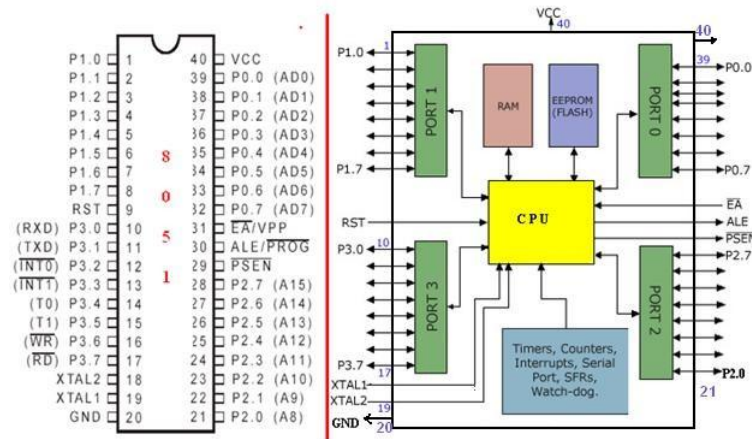 P1.0 1 40 VCC
P1.1 2 39 P0.0 (AD0)
P1.2 3 38 P0.1 (AD1)
P1.3 4 37 P0.2 (AD2)
P1.4 5 36 P0.3 (AD3)
P1.5 6 8 35 P0.4 (AD4)
P1.6 7 34 P0.5 (AD5)
P1.7 8 0 33 P0.6 (AD6)
RST 9 32 P0.7 (AD7)
(RXD) P3.0 10 5 31 EA/VPP
(TXD) P3.1 11 30 ALE/PROG
(INT0) P3.2 12 1 29 PSEN
(INT1) P3.3 13 28 P2.7 (A15)
(T0) P3.4 14 27 P2.6 (A14)
(T1) P3.5 15 26 P2.5 (A13)
(WR) P3.6 16 25 P2.4 (A12)
(RD) P3.7 17 24 P2.3 (A11)
XTAL2 18 23 P2.2 (A10)
XTAL1 19 22 P2.1 (A9)
GND 20 21 P2.0 (A8)
VCC
40
40
P1.0 1
PORT 1
P1.7
RAM
EEPROM
(FLASH)
39
P0.0
PORT 0
P0.7
CPU
RST
EA
ALE
PSEN
P3.0 10
PORT 3
P3.7
17
P2.7
PORT 2
P2.0
21
Timers, Counters,
Interrupts, Serial
Port, SFRs,
Watch-dog.
XTAL1
XTAL2
19
GND
20